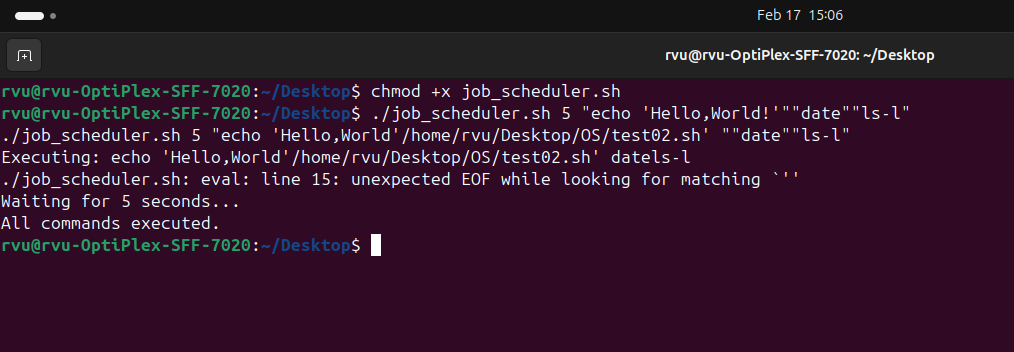 Feb 17 15:06
rvu@rvu-OptiPlex-SFF-7020: ~/Desktop
rvu@rvu-OptiPlex-SFF-7020:~/Desktop$ chmod +x job_scheduler.sh
rvu@rvu-OptiPlex-SFF-7020:~/Desktop$ ./job_scheduler.sh 5 "echo 'Hello,World!'""date""ls-l"
./job_scheduler.sh 5 "echo 'Hello,World'/home/rvu/Desktop/OS/test02.sh' ""date""ls-l"
Executing: echo 'Hello,World'/home/rvu/Desktop/OS/test02.sh' datels-l
./job_scheduler.sh: eval: line 15: unexpected EOF while looking for matching `''
Waiting for 5 seconds...
All commands executed.
rvu@rvu-OptiPlex-SFF-7020:~/Desktop$